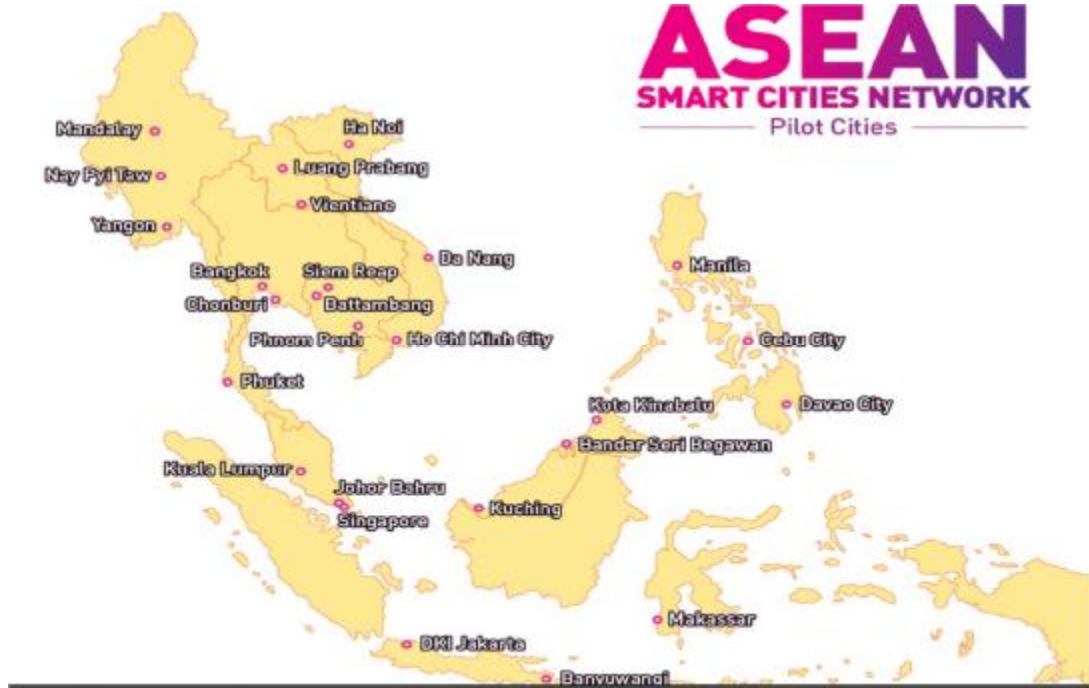 ASEAN
SMART CITIES NETWORK
Pilot Cities
Mandalay
Ha Noi
Nay Pyi Taw
Luang Prabang
Vientiane
Yangon
Da Nang
Bangkok
Siem Reap
Manila
Chonburi
Battambang
Phnom Penh
Ho Chi Minh City
Cebu City
Phuket
Kota Kinabalu
Davao City
Bandar Seri Begawan
Kuala Lumpur
Johor Bahru
Kuching
Singapore
Makassar
DKI Jakarta
Banyuwangi